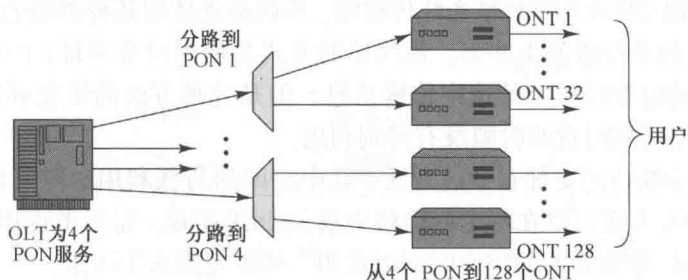 分路到
PON 1
ONT 1
ONT 32
用户
OLT为4个
PON服务
分路到
PON 4
ONT 128
从4个 PON到128个ONT